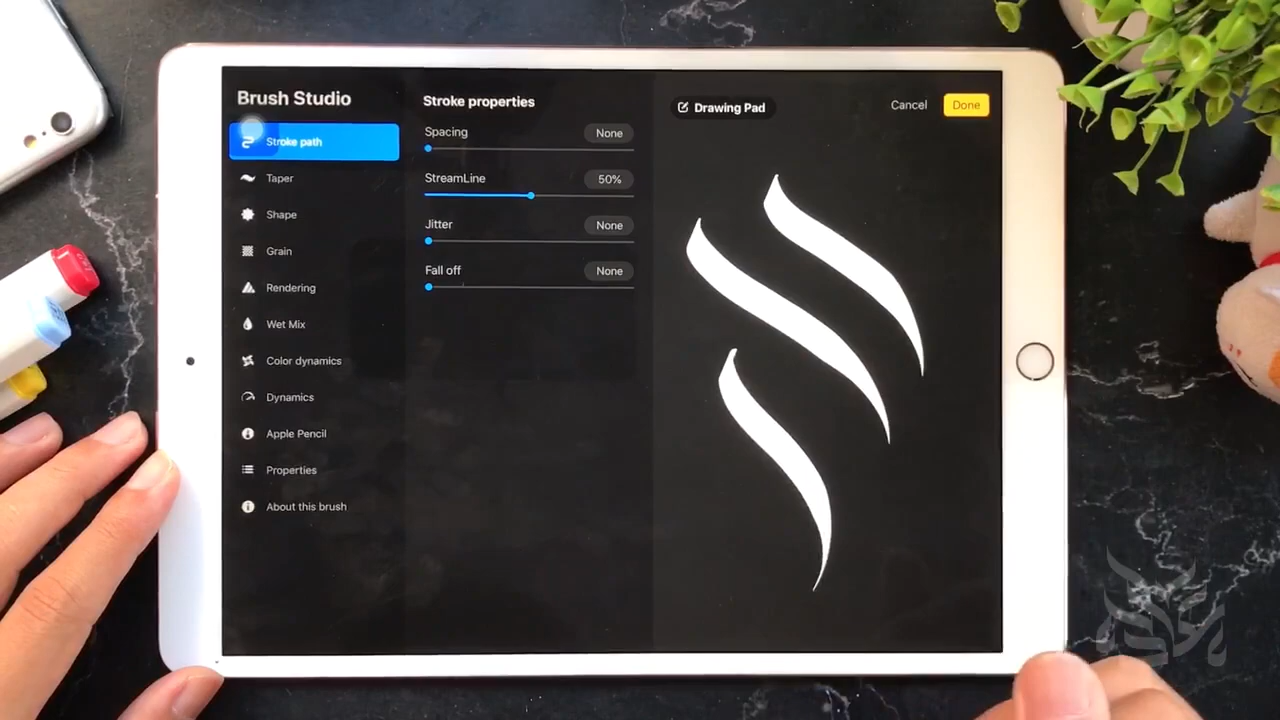 Brush Studio
Stroke path
Taper
Shape
Grain
Rendering
Wet Mix
Color dynamics
Dynamics
Apple Pencil
Properties
About this brush
Stroke properties
Spacing None
StreamLine 50%
Jitter None
Fall off None
Drawing Pad
Cancel
Done